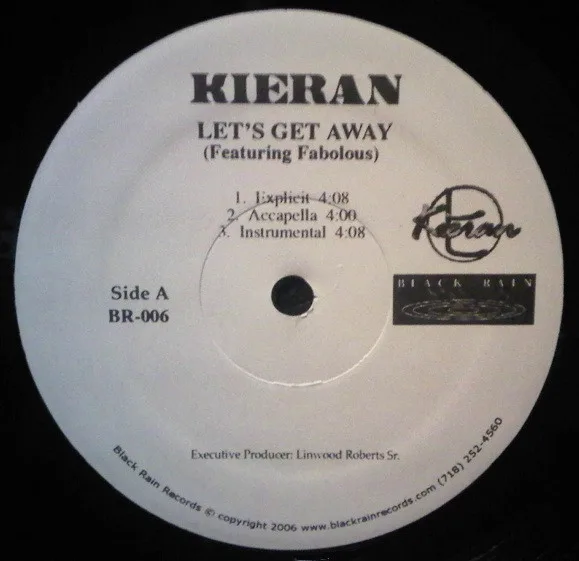 KIERAN
LET'S GET AWAY
(Featuring Fabolous)
1. Explicit 4:08
2. Accapella 4:00
3. Instrumental 4:08
Kieran
BLACK RAIN
Side A
BR-006
Executive Producer: Linwood Roberts Sr.
Black Rain Records © copyright 2006 www.blackrainrecords.com (718) 252-4560